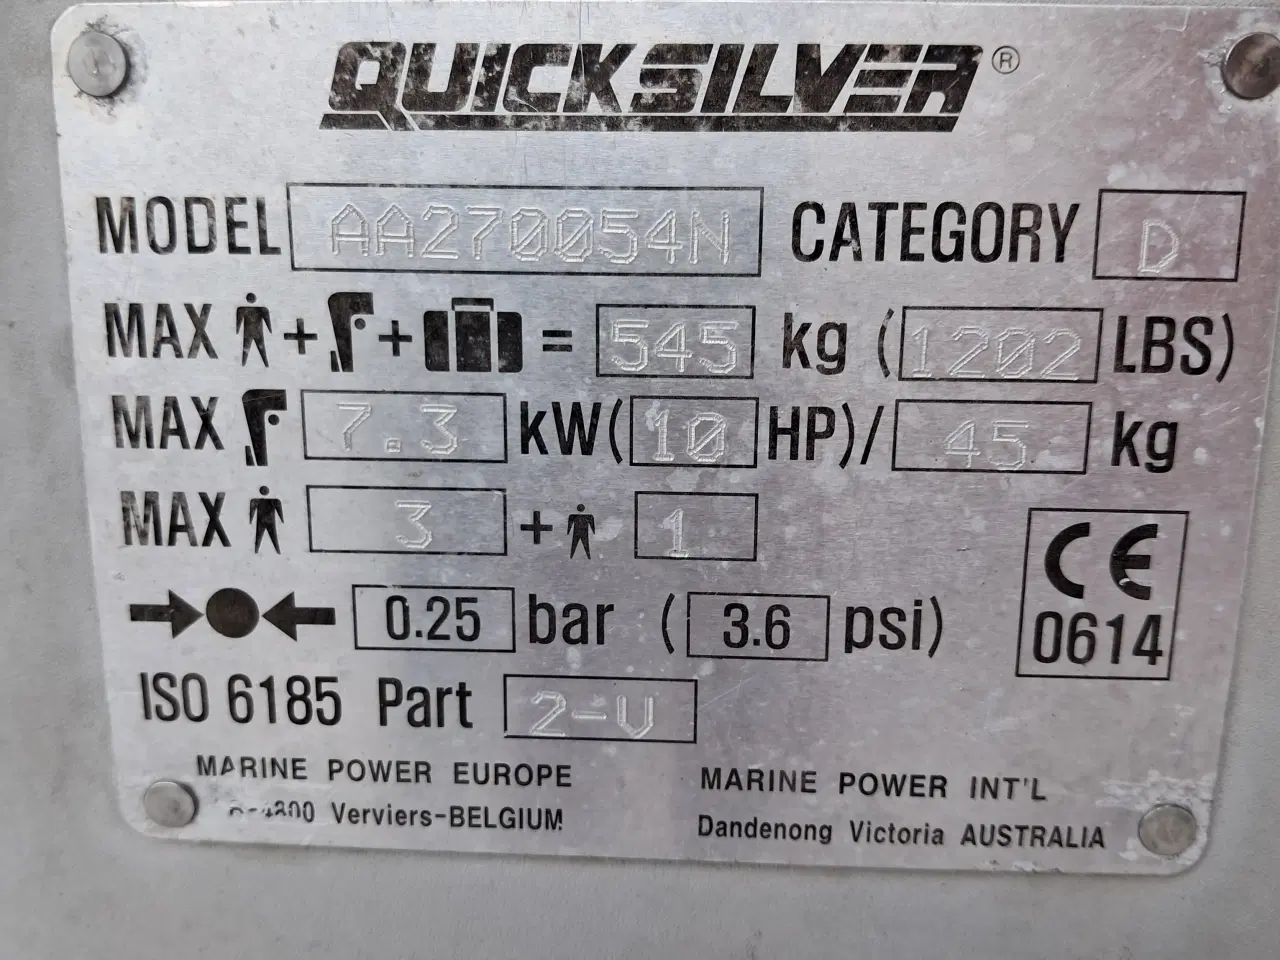 QUICKSILVER®
MODEL AA270054N CATEGORY D
MAX + + = 545 kg (1202 LBS)
MAX 7.3 kW(10 HP)/ 45 kg
MAX 3 + 1
CE
0.25 bar (3.6 psi)
0614
ISO 6185 Part 2-V
MARINE POWER EUROPE
Verviers-BELGIUM
MARINE POWER INT'L
Dandenong Victoria AUSTRALIA